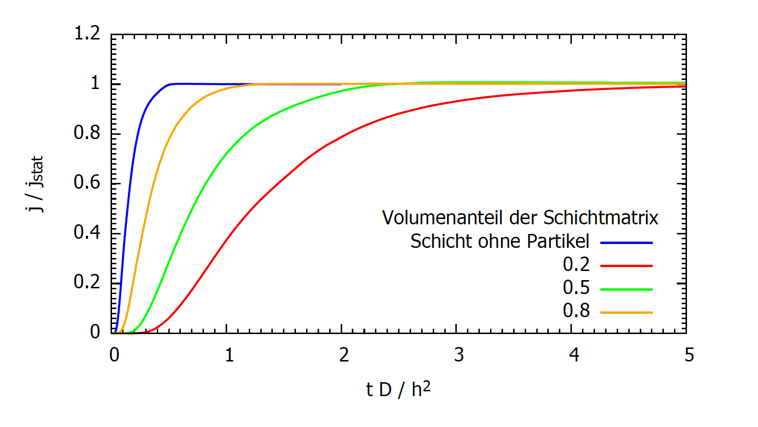 1.2
1
0.8
0.6
0.4
0.2
0
j / jstat
Volumenanteil der Schichtmatrix
Schicht ohne Partikel
0.2
0.5
0.8
0 1 2 3 4 5
t D / h²